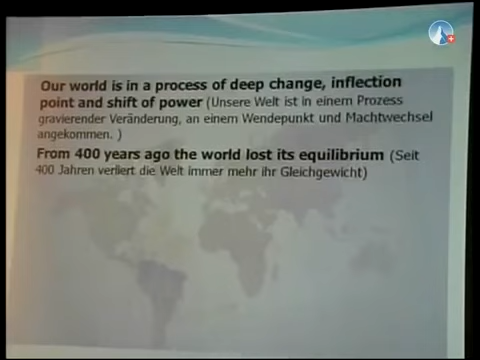 Our world is in a process of deep change, inflection
point and shift of power (Unsere Welt ist in einem Prozess
gravierender Veränderung, an einem Wendepunkt und Machtwechsel
angekommen. )
From 400 years ago the world lost its equilibrium (Seit
400 Jahren verliert die Welt immer mehr ihr Gleichgewicht)